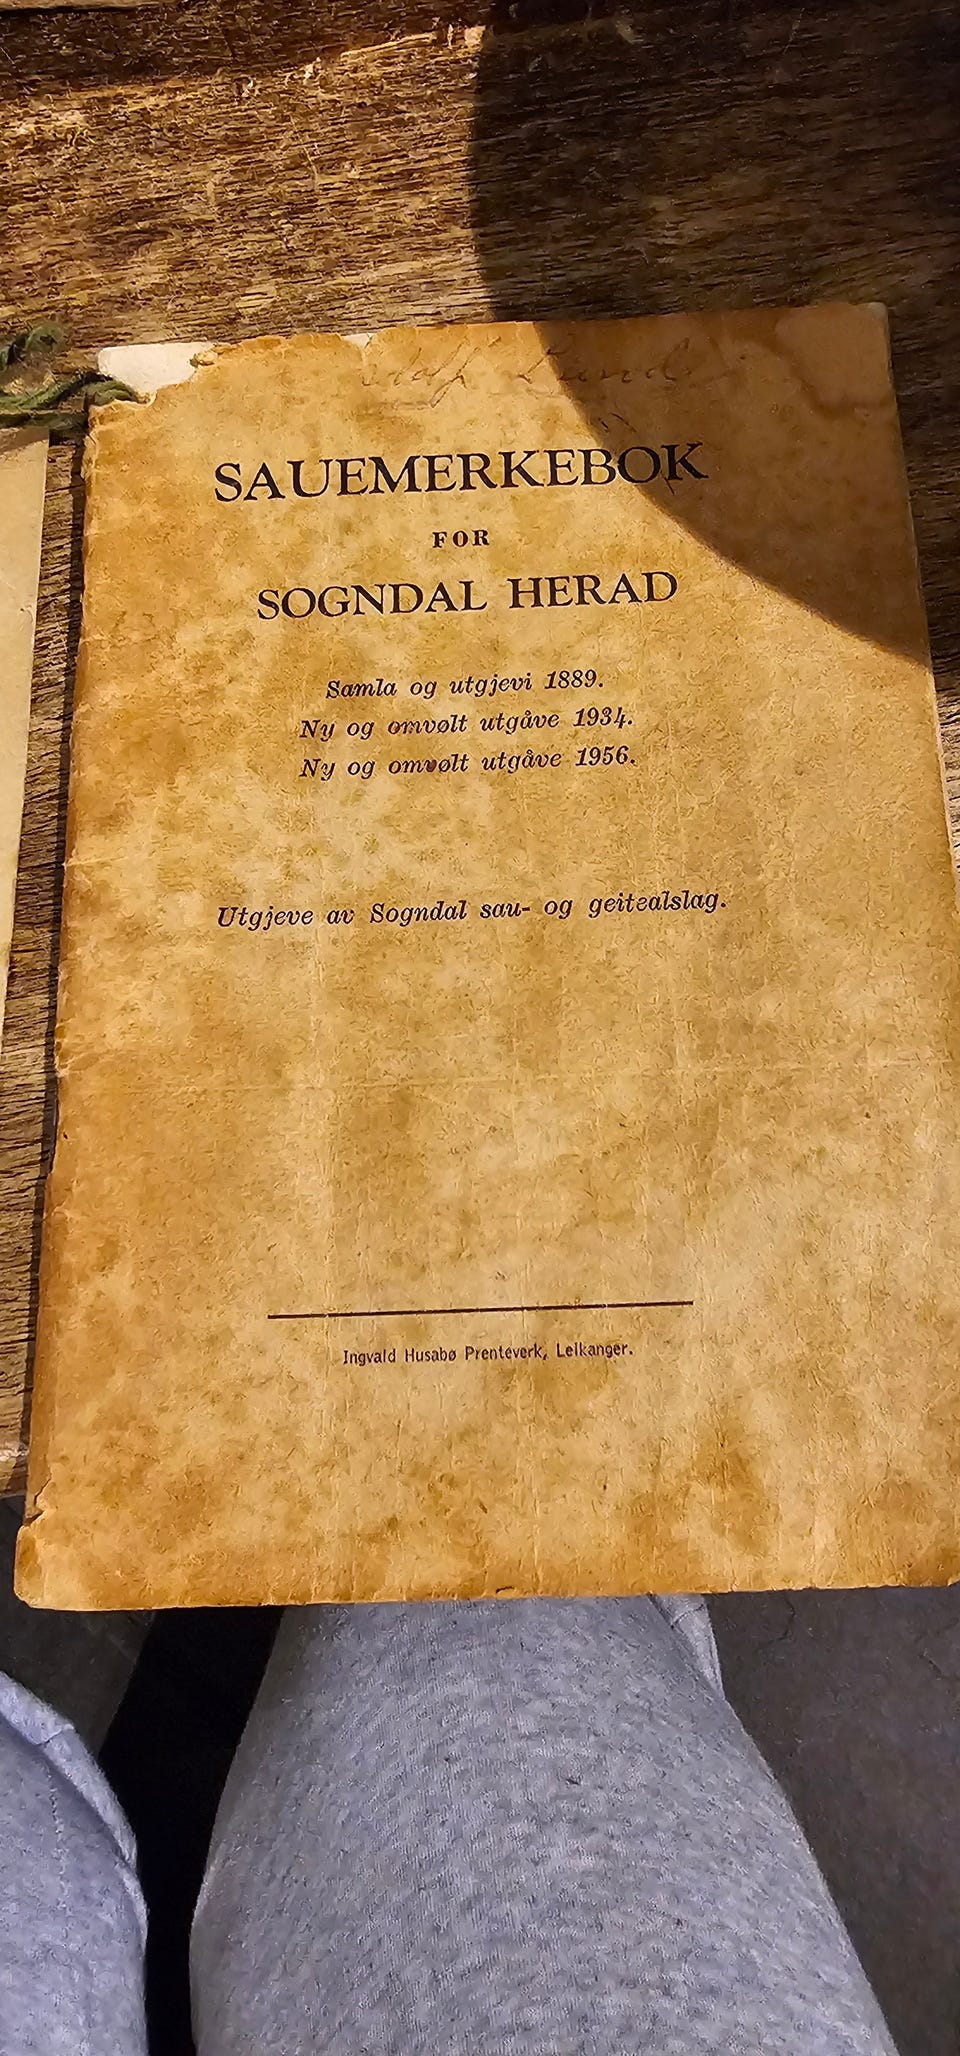 Lund
SAUEMERKEBOK
FOR
SOGNDAL HERAD
Samla og utgjevi 1889.
Ny og omvølt utgåve 1934.
Ny og omvølt utgåve 1956.
Utgjeve av Sogndal sau- og geitealslag.
Ingvald Husabø Prenteverk, Leikanger.